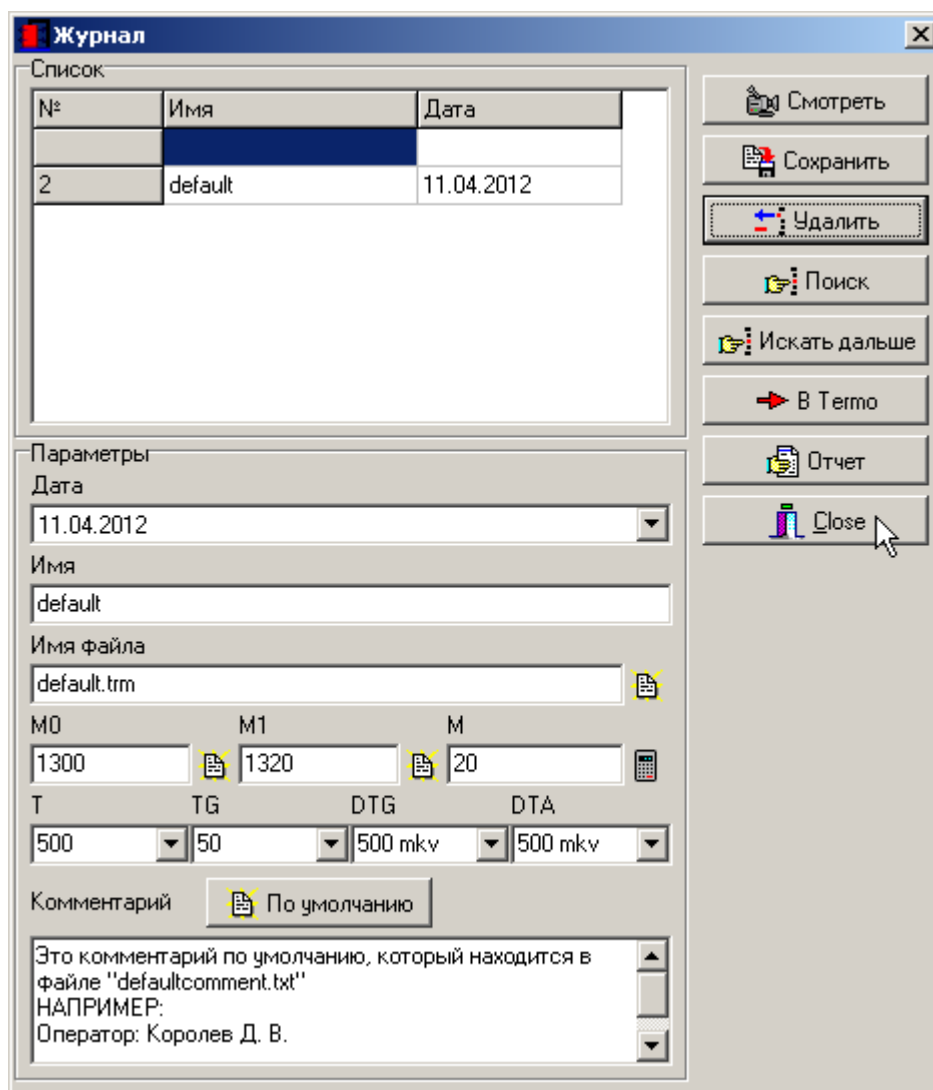 Журнал
Список
№ Имя Дата
2 default 11.04.2012
Смотреть
Сохранить
Удалить
Поиск
Искать дальше
В Termo
Отчет
Close
Параметры
Дата
11.04.2012
Имя
default
Имя файла
default.trm
M0 M1 M
1300 1320 20
T TG DTG DTA
500 50 500 mkv 500 mkv
Комментарий По умолчанию
Это комментарий по умолчанию, который находится в
файле "defaultcomment.txt"
НАПРИМЕР:
Оператор: Королев Д. В.